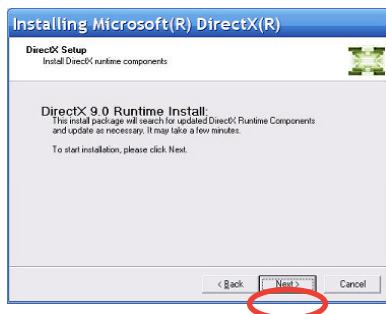 Installing Microsoft(R) DirectX(R)
DirectX Setup
Install DirectX runtime components
DirectX 9.0 Runtime Install:
This install package will search for updated DirectX Runtime Components
and update as necessary. It may take a few minutes.
To start installation, please click Next.
< Back Next > Cancel